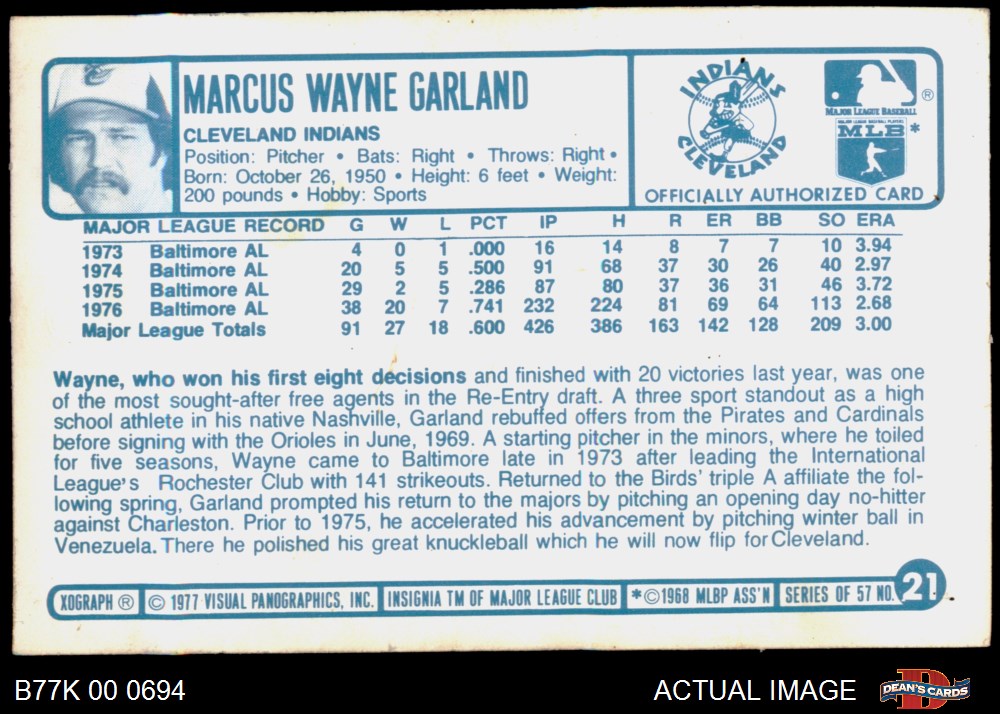 MARCUS WAYNE GARLAND
CLEVELAND INDIANS
Position: Pitcher • Bats: Right • Throws: Right •
Born: October 26, 1950 • Height: 6 feet • Weight:
200 pounds • Hobby: Sports
INDIANS
CLEVELAND
®
MAJOR LEAGUE BASEBALL
MAJOR LEAGUE BASEBALL PLAYERS
MLB *
OFFICIALLY AUTHORIZED CARD
MAJOR LEAGUE RECORD G W L PCT IP H R ER BB SO ERA
1973 Baltimore AL 4 0 1 .000 16 14 8 7 7 10 3.94
1974 Baltimore AL 20 5 5 .500 91 68 37 30 26 40 2.97
1975 Baltimore AL 29 2 5 .286 87 80 37 36 31 46 3.72
1976 Baltimore AL 38 20 7 .741 232 224 81 69 64 113 2.68
Major League Totals 91 27 18 .600 426 386 163 142 128 209 3.00
Wayne, who won his first eight decisions and finished with 20 victories last year, was one
of the most sought-after free agents in the Re-Entry draft. A three sport standout as a high
school athlete in his native Nashville, Garland rebuffed offers from the Pirates and Cardinals
before signing with the Orioles in June, 1969. A starting pitcher in the minors, where he toiled
for five seasons, Wayne came to Baltimore late in 1973 after leading the International
League's Rochester Club with 141 strikeouts. Returned to the Birds' triple A affiliate the fol-
lowing spring, Garland prompted his return to the majors by pitching an opening day no-hitter
against Charleston. Prior to 1975, he accelerated his advancement by pitching winter ball in
Venezuela. There he polished his great knuckleball which he will now flip for Cleveland.
XOGRAPH ® © 1977 VISUAL PANOGRAPHICS, INC. INSIGNIA TM OF MAJOR LEAGUE CLUB *©1968 MLBP ASS'N SERIES OF 57 NO. 21
B77K 00 0694
ACTUAL IMAGE
D
DEAN'S CARDS